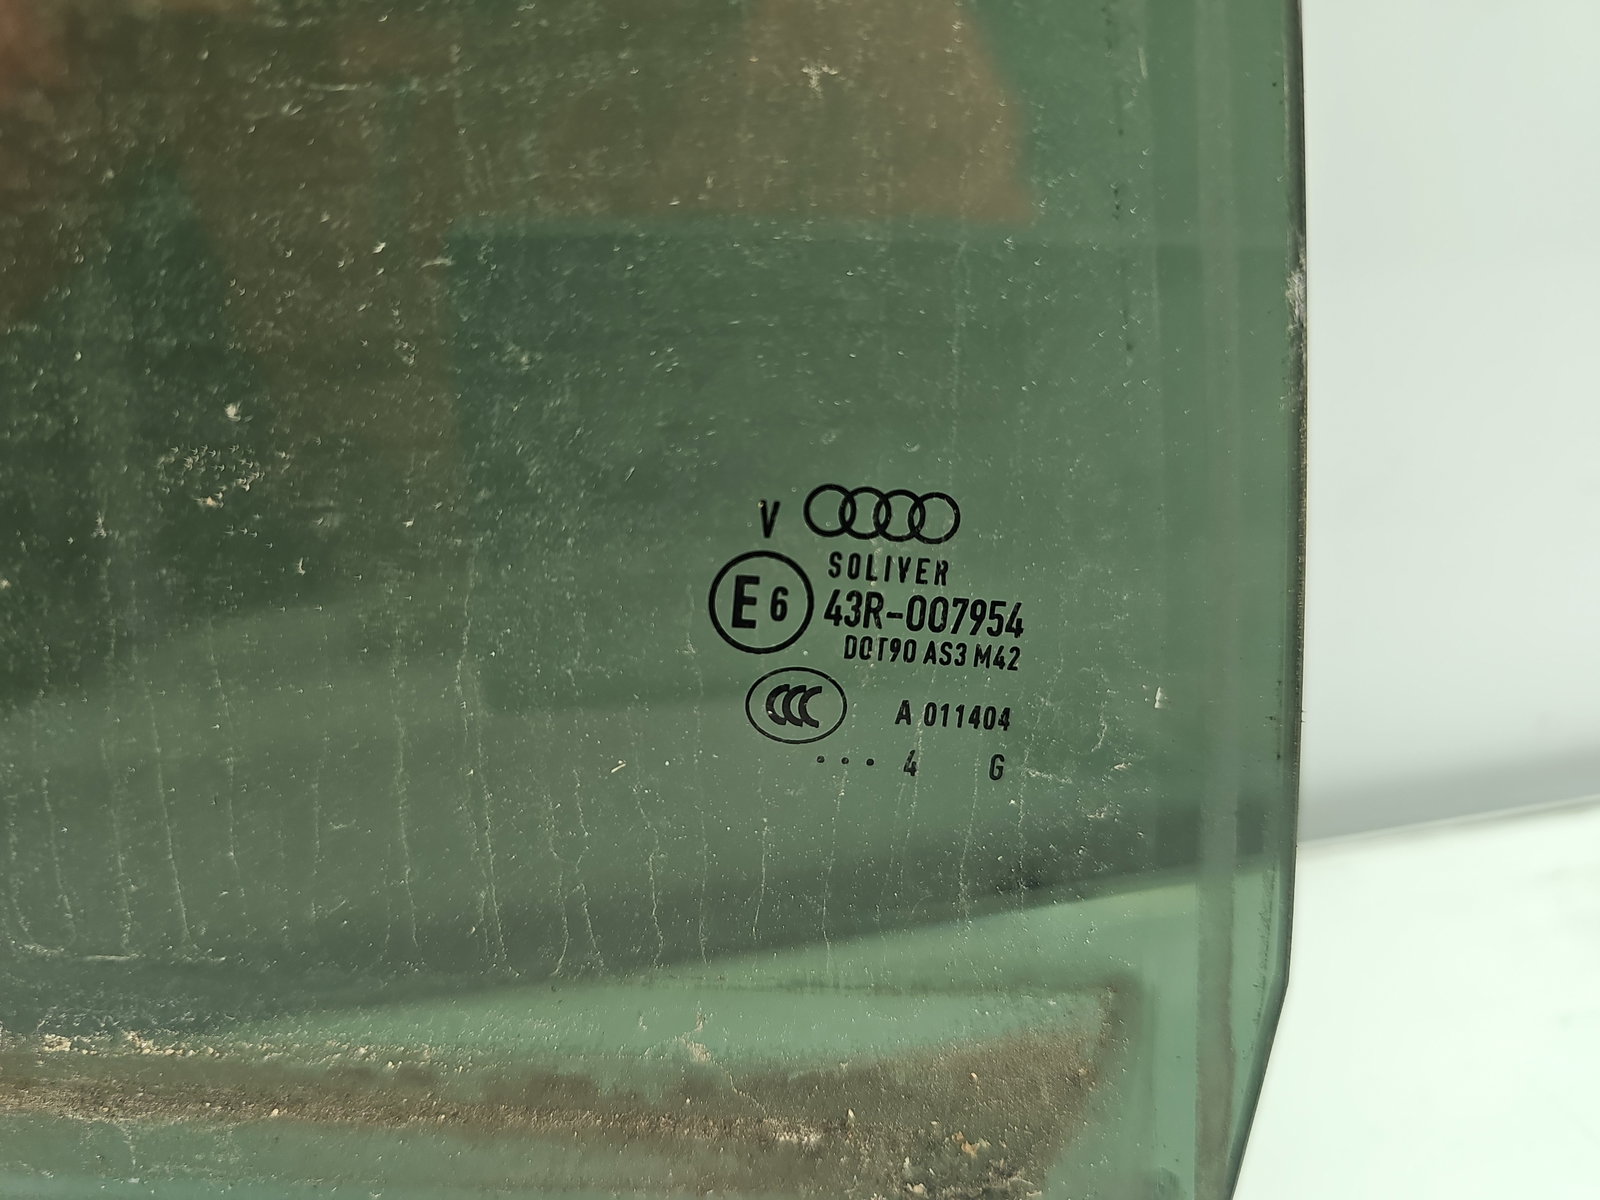 V
SOLIVER
E6 43R-007954
DOT90 AS3 M42
CCC A 011404
... 4 G